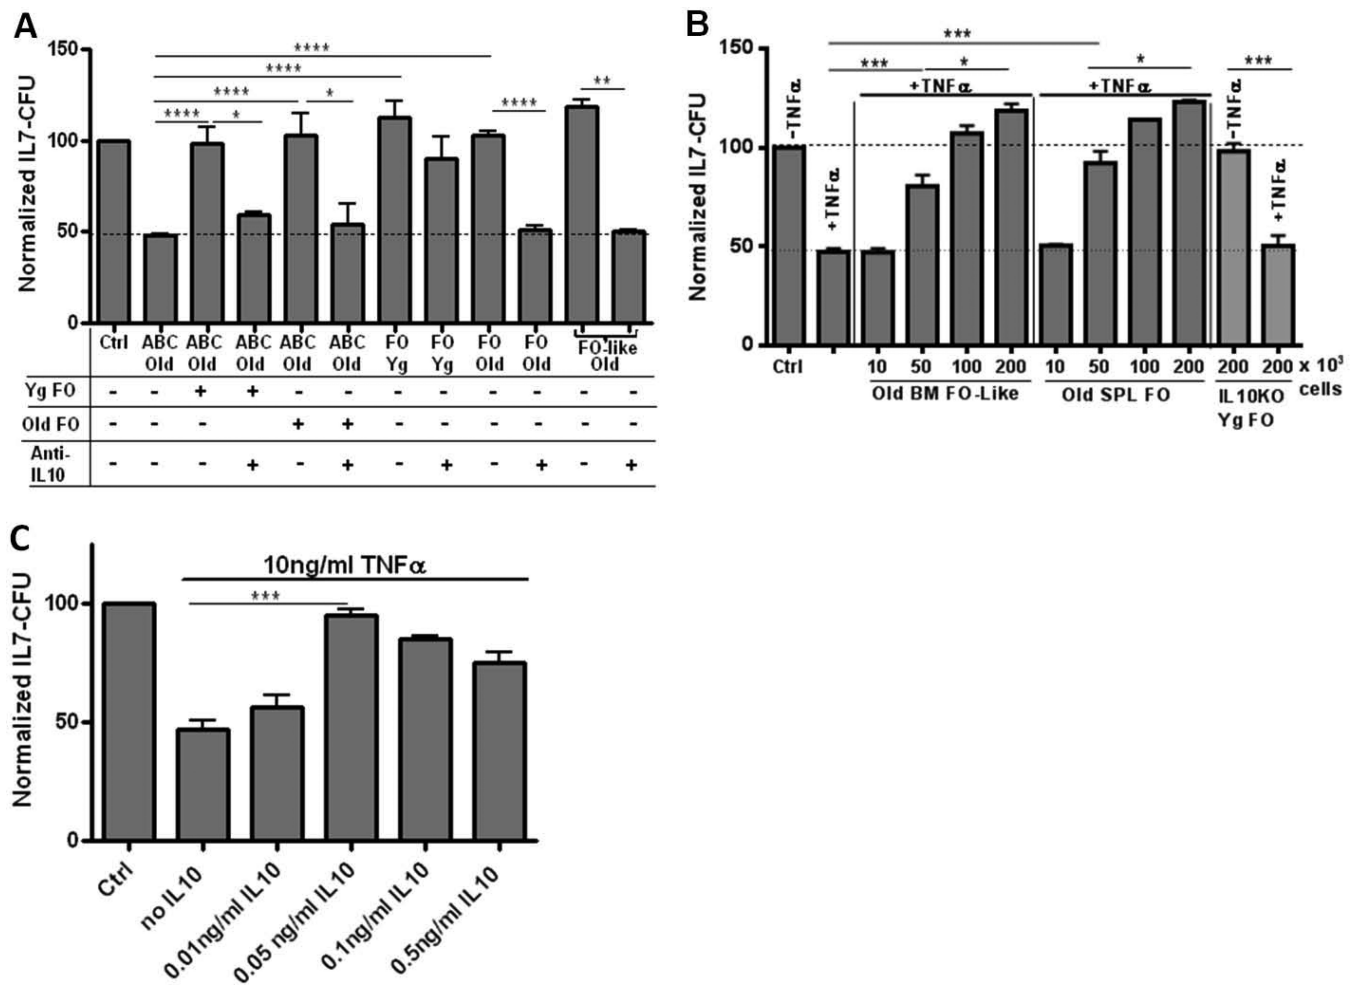 A
Normalized IL7-CFU
150
100
50
0
****
****
****
****
*
*
****
**
Ctrl ABC Old ABC Old ABC Old ABC Old ABC Old FO Yg FO Yg FO Old FO Old FO-like Old
Yg FO - - + - + - - - - - - -
Old FO - - - - + + - - - - - -
Anti-IL10 - - - + - + - + - + - +
B
Normalized IL7-CFU
150
100
50
0
***
***
*
*
***
-TNFα
+TNFα
+TNFα
+TNFα
-TNFα
+TNFα
Ctrl 10 50 100 200 10 50 100 200 200 200 x 10³ cells
Old BM FO-Like
Old SPL FO
IL10KO
Yg FO
C
Normalized IL7-CFU
100
50
0
10ng/ml TNFα
***
Ctrl
no IL10
0.01ng/ml IL10
0.05 ng/ml IL10
0.1ng/ml IL10
0.5ng/ml IL10